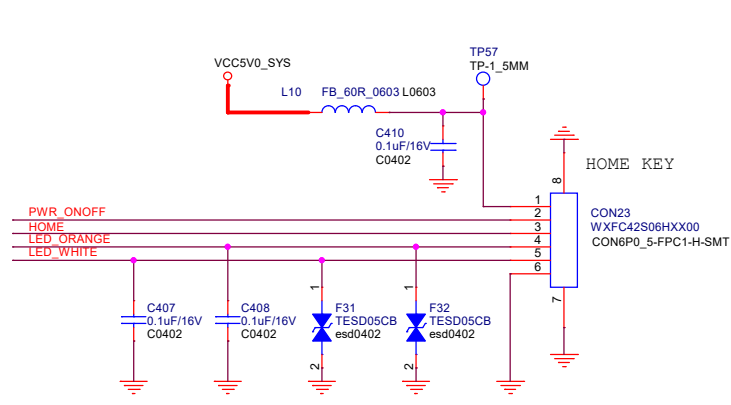 TP57
TP-1_5MM
VCC5V0_SYS
L10 FB_60R_0603 L0603
C410
0.1uF/16V
C0402
HOME KEY
8
1
2
3
4
5
6
7
CON23
WXFC42S06HXX00
CON6P0_5-FPC1-H-SMT
PWR_ONOFF
HOME
LED_ORANGE
LED_WHITE
C407
0.1uF/16V
C0402
C408
0.1uF/16V
C0402
1
F31
TESD05CB
esd0402
2
1
F32
TESD05CB
esd0402
2